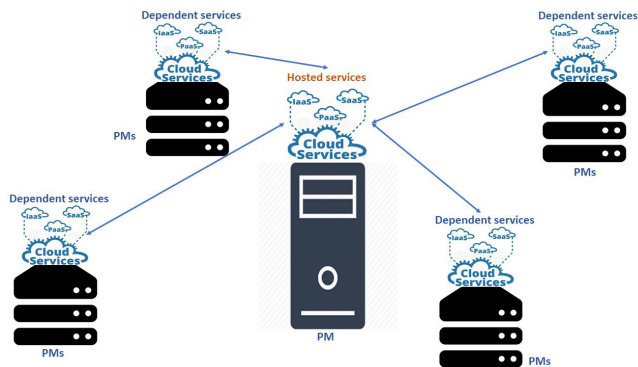 Dependent services
IaaS
SaaS
PaaS
Cloud
Services
PMs
Hosted services
IaaS
SaaS
PaaS
Cloud
Services
PM
Dependent services
IaaS
SaaS
PaaS
Cloud
Services
PMs
Dependent services
IaaS
SaaS
PaaS
Cloud
Services
PMs
Dependent services
IaaS
SaaS
PaaS
Cloud
Services
PMs